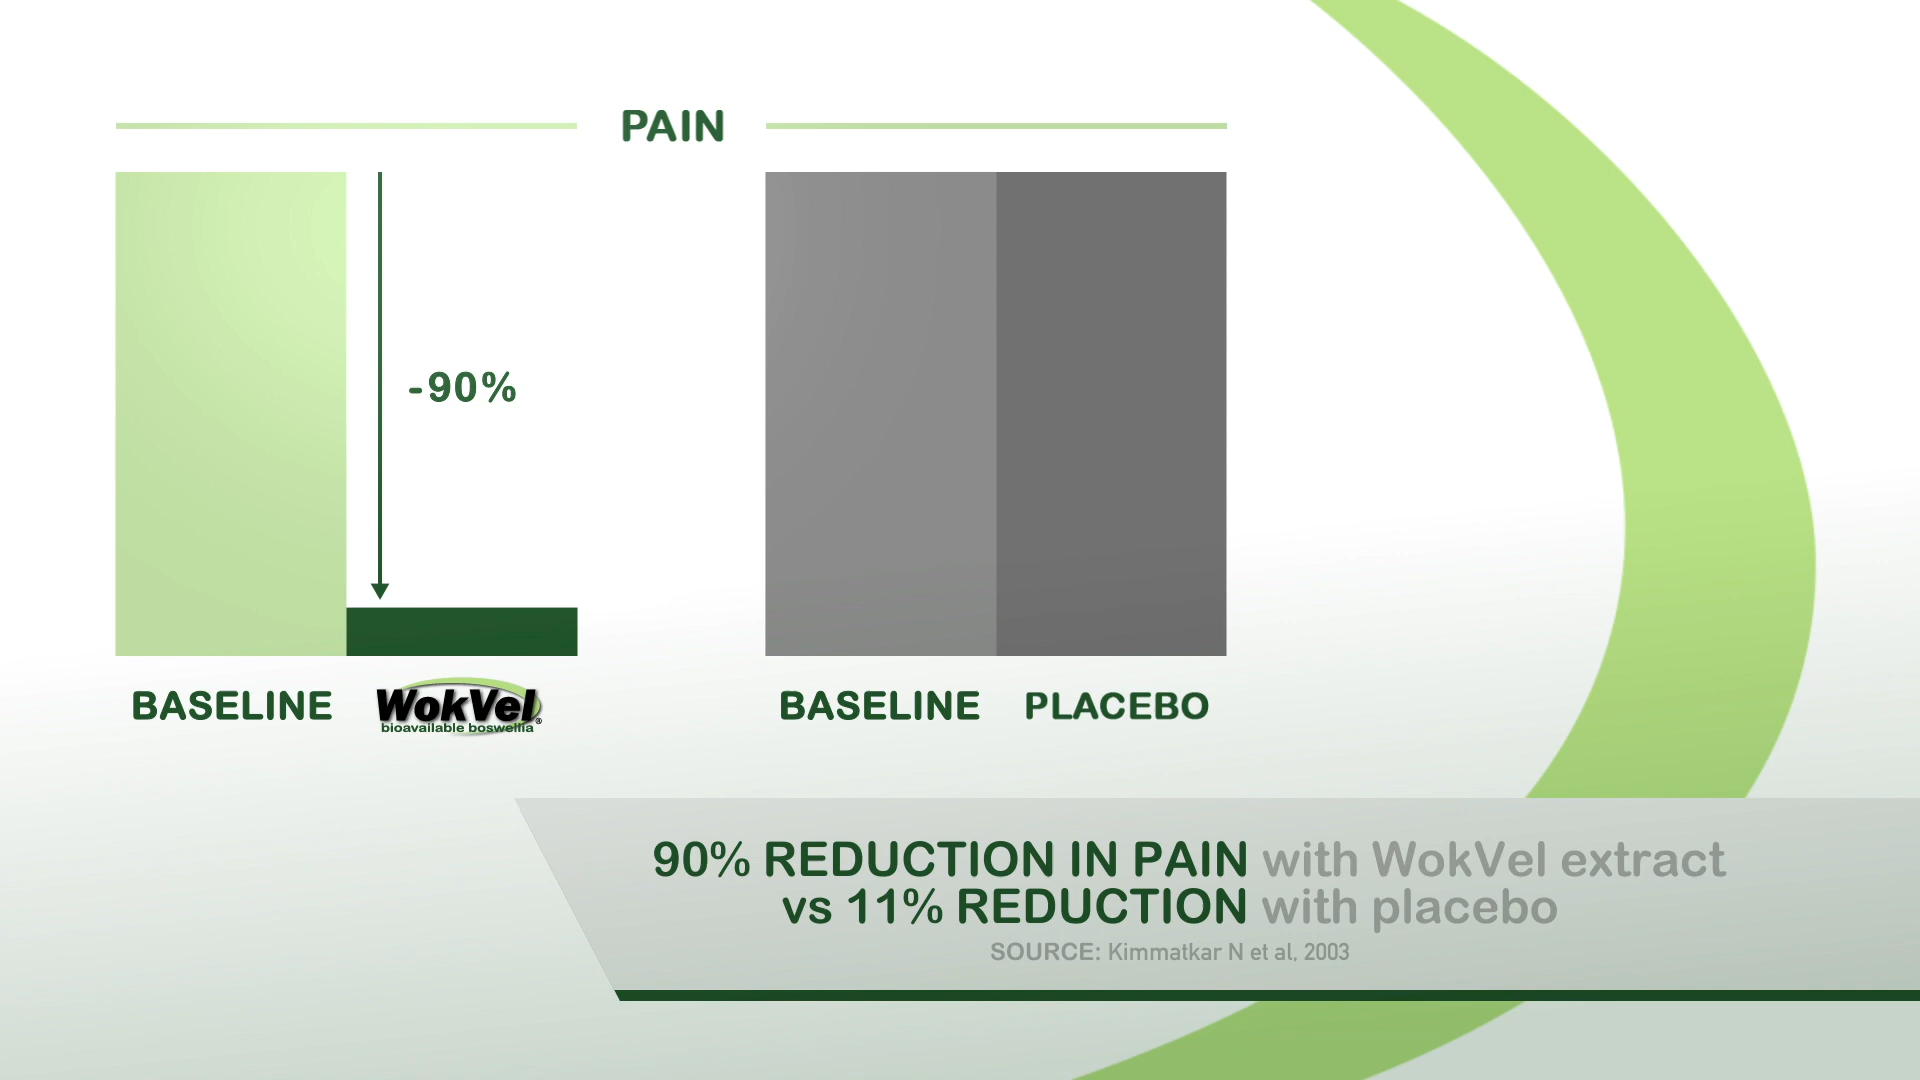 PAIN
-90%
BASELINE
WokVel®
bioavailable boswellia
BASELINE
PLACEBO
90% REDUCTION IN PAIN with WokVel extract
vs 11% REDUCTION with placebo
SOURCE: Kimmatkar N et al, 2003